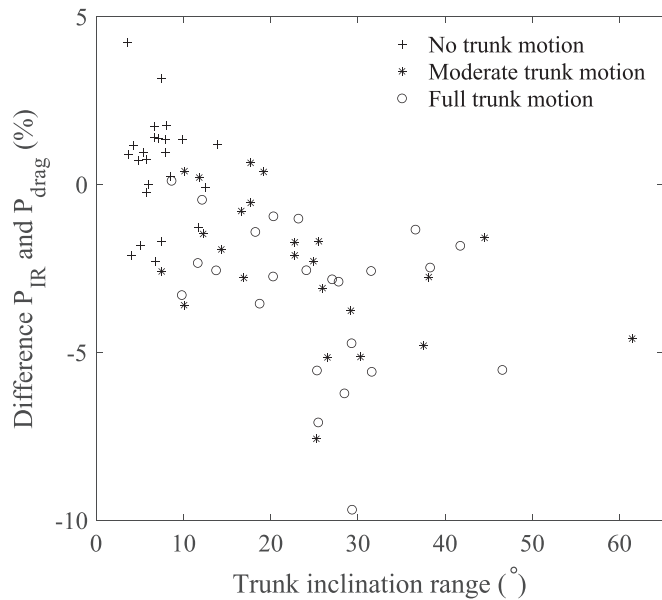 5
0
-5
-10
0 10 20 30 40 50 60
+ No trunk motion
* Moderate trunk motion
○ Full trunk motion
Difference P_IR and P_drag (%)
Trunk inclination range (°)